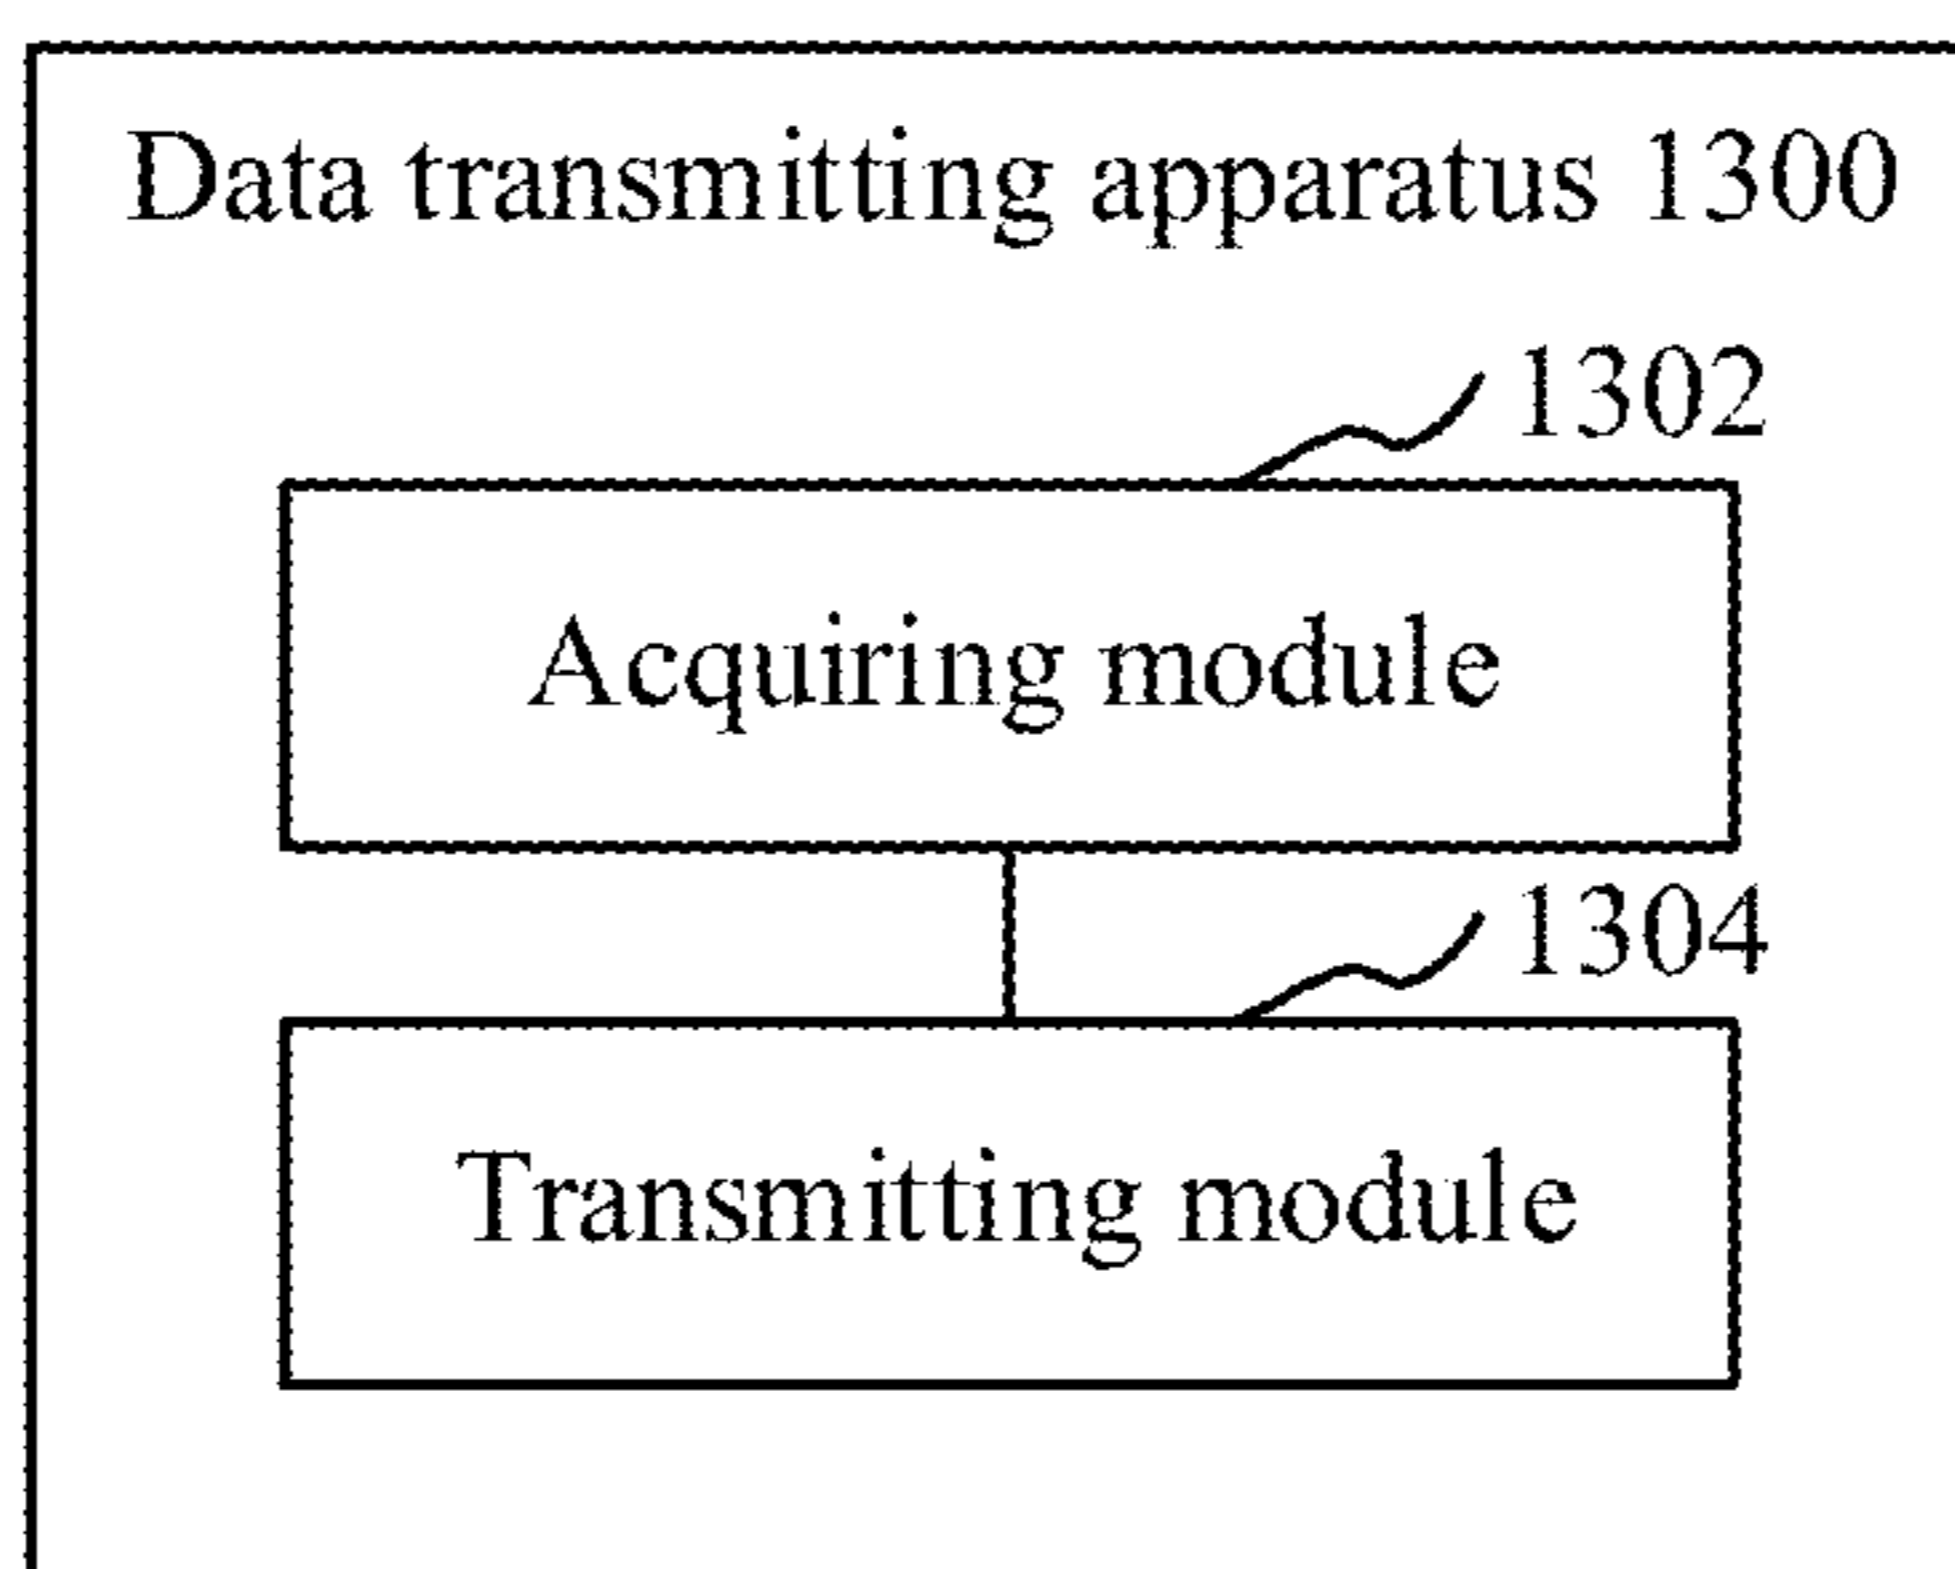 Data transmitting apparatus 1300
1302
Acquiring module
1304
Transmitting module